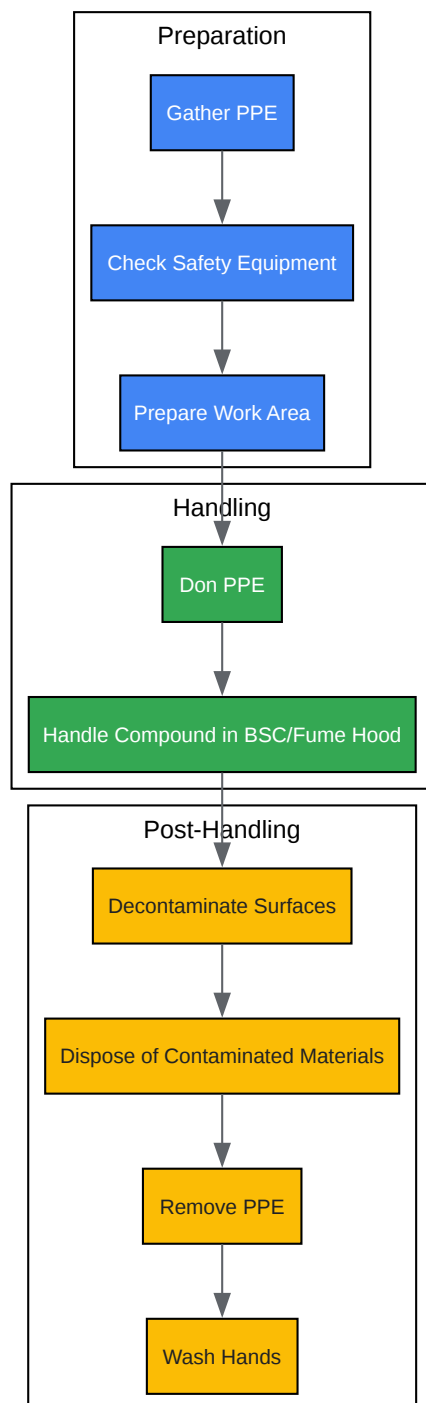 Preparation
Gather PPE
Check Safety Equipment
Prepare Work Area
Handling
Don PPE
Handle Compound in BSC/Fume Hood
Post-Handling
Decontaminate Surfaces
Dispose of Contaminated Materials
Remove PPE
Wash Hands